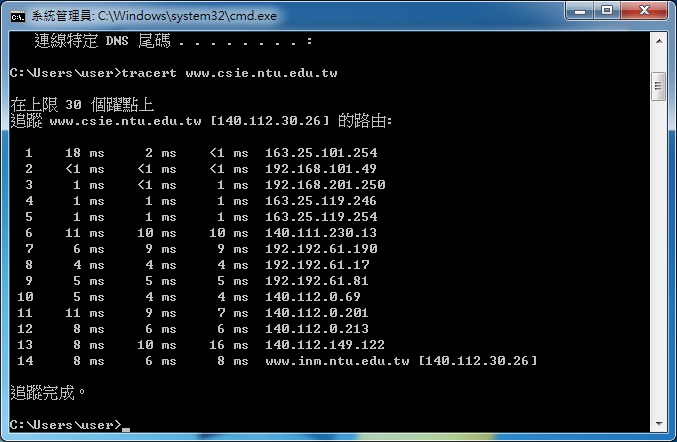 系統管理員: C:\Windows\system32\cmd.exe
連線特定 DNS 尾碼 . . . . . . . . :
C:\Users\user>tracert www.csie.ntu.edu.tw
在上限 30 個躍點上
追蹤 www.csie.ntu.edu.tw [140.112.30.26] 的路由:
1 18 ms 2 ms <1 ms 163.25.101.254
2 <1 ms <1 ms <1 ms 192.168.101.49
3 1 ms <1 ms 1 ms 192.168.201.250
4 1 ms 1 ms 1 ms 163.25.119.246
5 1 ms 1 ms 1 ms 163.25.119.254
6 11 ms 10 ms 10 ms 140.111.230.13
7 6 ms 9 ms 9 ms 192.192.61.190
8 4 ms 4 ms 4 ms 192.192.61.17
9 5 ms 5 ms 5 ms 192.192.61.81
10 5 ms 4 ms 4 ms 140.112.0.69
11 11 ms 9 ms 7 ms 140.112.0.201
12 8 ms 6 ms 6 ms 140.112.0.213
13 8 ms 10 ms 16 ms 140.112.149.122
14 8 ms 6 ms 8 ms www.inm.ntu.edu.tw [140.112.30.26]
追蹤完成。
C:\Users\user>_